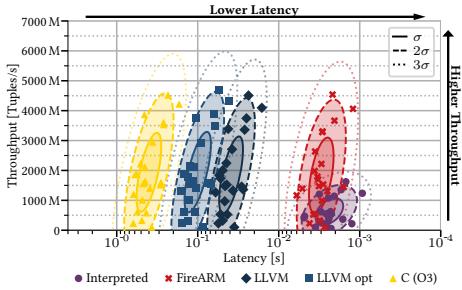 Lower Latency
7000 M
6000 M
5000 M
4000 M
3000 M
2000 M
1000 M
0
Throughput [Tuples/s]
σ
2σ
3σ
Higher Throughput
10⁻⁰ 10⁻¹ 10⁻² 10⁻³ 10⁻⁴
Latency [s]
Interpreted FireARM LLVM LLVM opt C (O3)